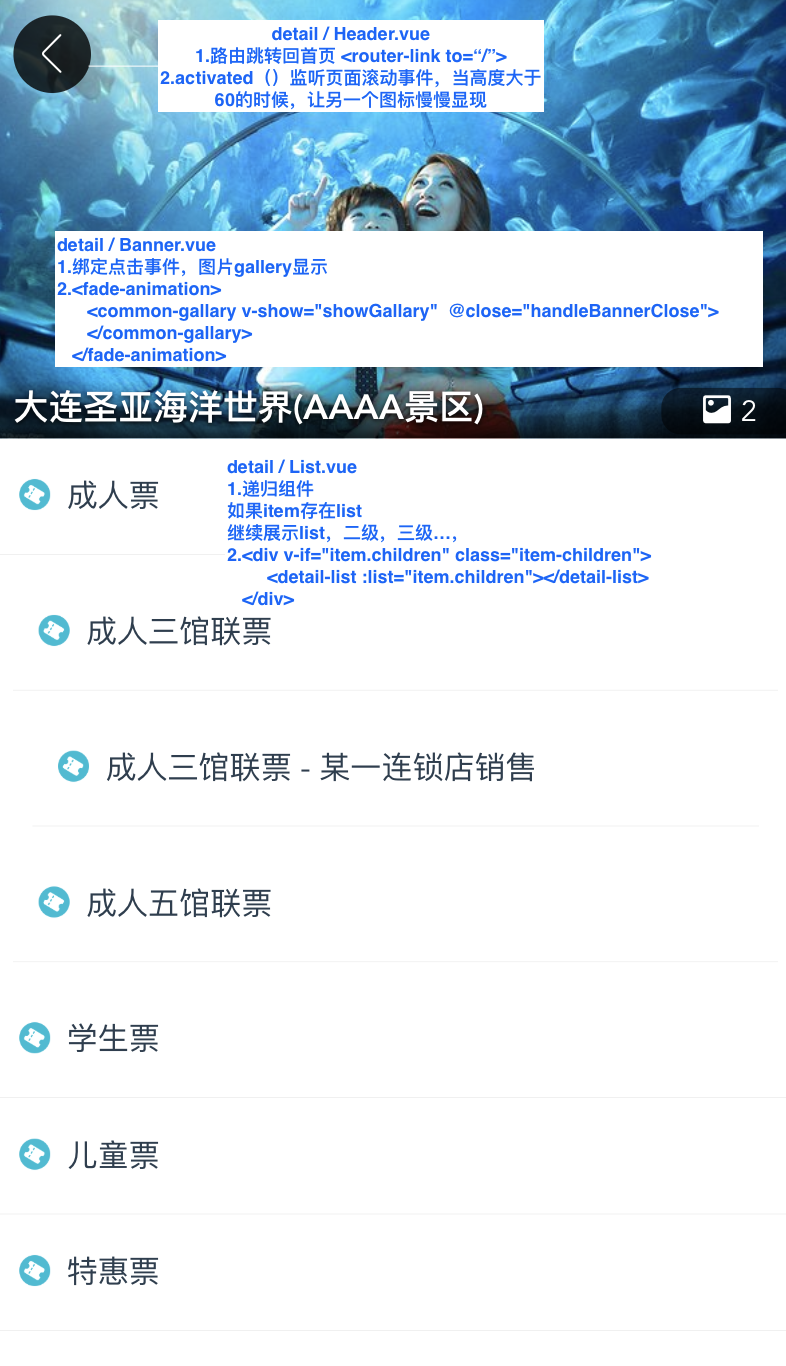 detail / Header.vue
1.路由跳转回首页 <router-link to=“/”>
2.activated（）监听页面滚动事件，当高度大于
60的时候，让另一个图标慢慢显现
detail / Banner.vue
1.绑定点击事件，图片gallery显示
2.<fade-animation>
<common-gallary v-show="showGallary"  @close="handleBannerClose">
</common-gallary>
</fade-animation>
大连圣亚海洋世界(AAAA景区)
2
成人票
detail / List.vue
1.递归组件
如果item存在list
继续展示list，二级，三级...，
2.<div v-if="item.children" class="item-children">
<detail-list :list="item.children"></detail-list>
</div>
成人三馆联票
成人三馆联票 - 某一连锁店销售
成人五馆联票
学生票
儿童票
特惠票